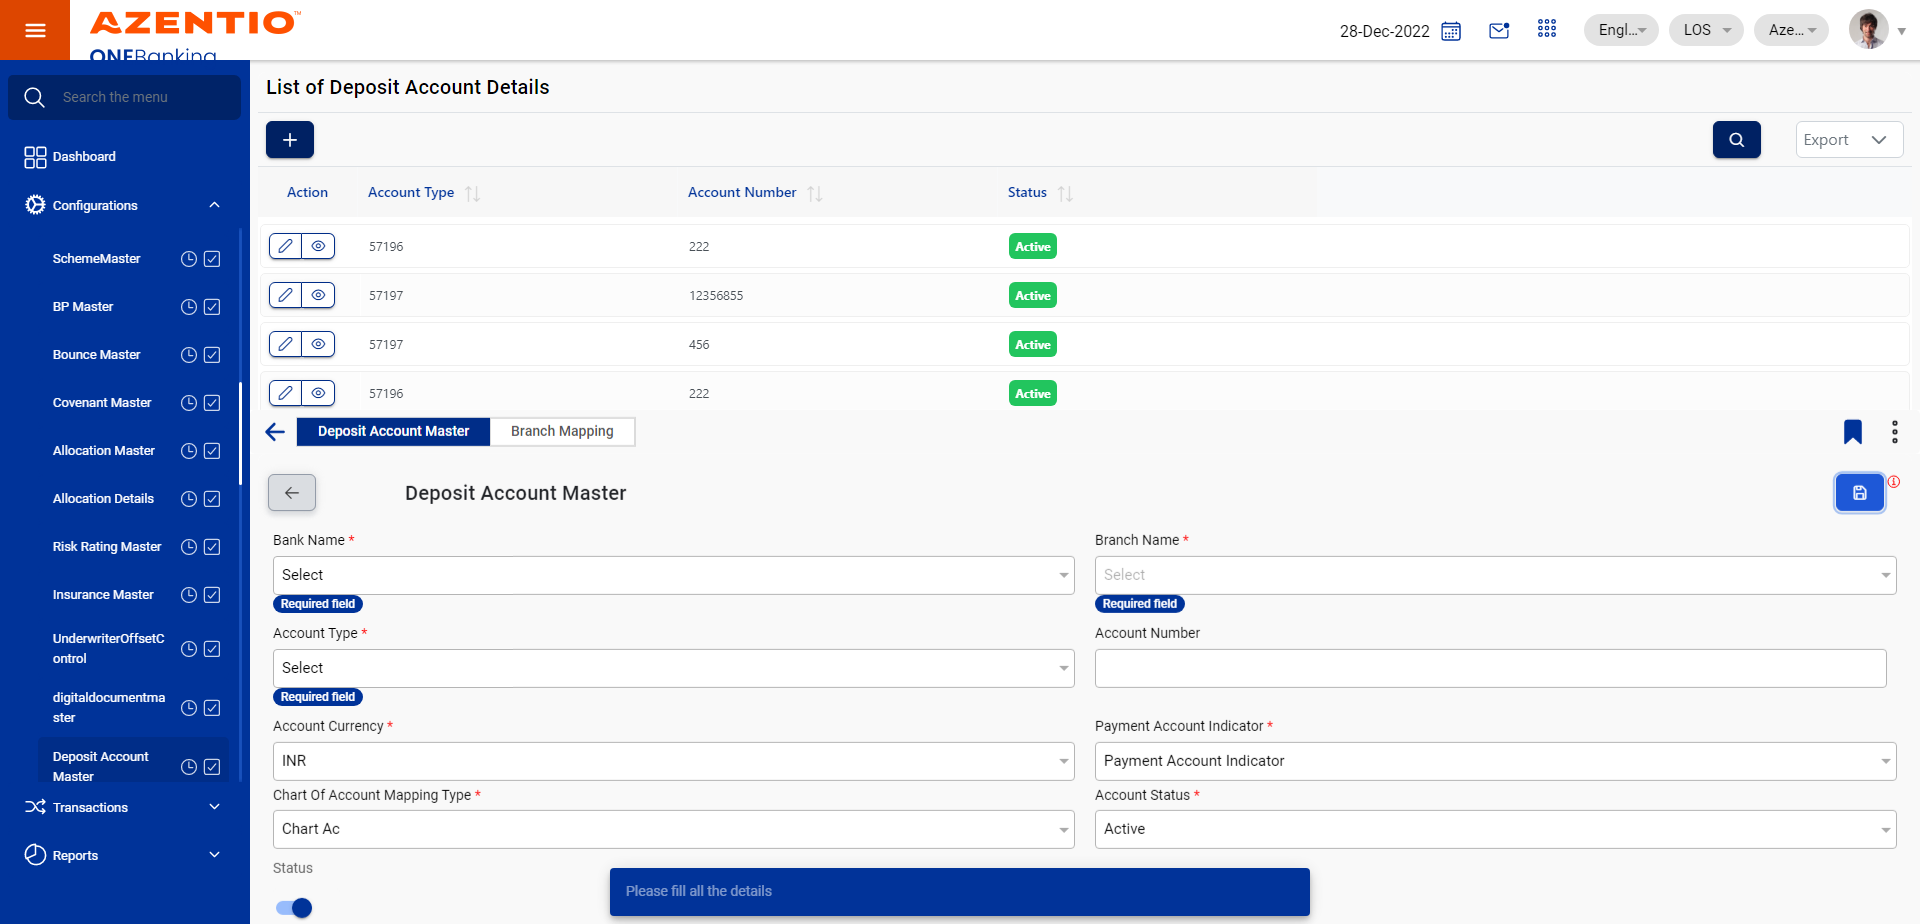 AZENTIO™
ONEBanking
28-Dec-2022
Engl...
LOS
Aze...
Search the menu
Dashboard
Configurations
SchemeMaster
BP Master
Bounce Master
Covenant Master
Allocation Master
Allocation Details
Risk Rating Master
Insurance Master
UnderwriterOffsetC
ontrol
digitaldocumentma
ster
Deposit Account
Master
Transactions
Reports
List of Deposit Account Details
Export
Action Account Type Account Number Status
57196 222 Active
57197 12356855 Active
57197 456 Active
57196 222 Active
Deposit Account Master Branch Mapping
Deposit Account Master
Bank Name * Branch Name *
Select Select
Required field Required field
Account Type * Account Number
Select
Required field
Account Currency * Payment Account Indicator *
INR Payment Account Indicator
Chart Of Account Mapping Type * Account Status *
Chart Ac Active
Status
Please fill all the details